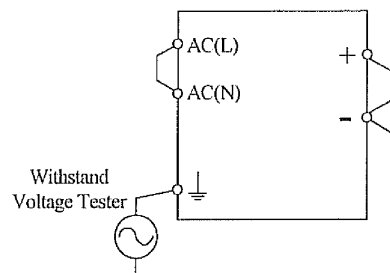 AC(L)
+
AC(N)
-
Withstand
Voltage Tester